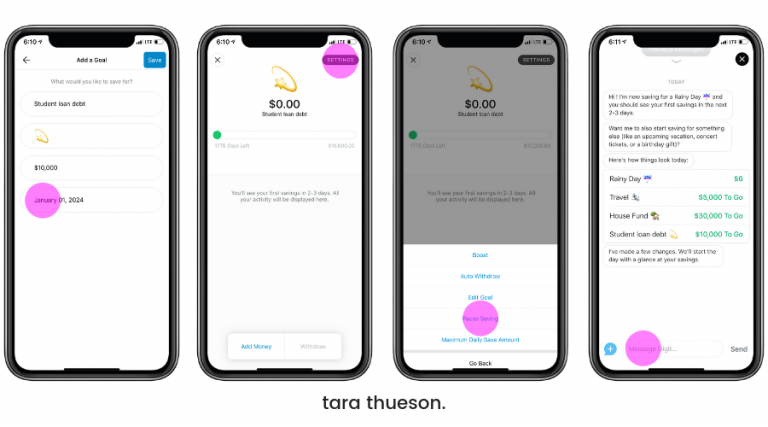 6:10
LTE
Add a Goal
Save
What would you like to save for?
Student loan debt
$10,000
January 01, 2024
6:10
LTE
SETTINGS
$0.00
Student loan debt
1776 Days Left
You'll see your first savings in 2-3 days. All
your activity will be displayed here.
Add Money
Withdraw
6:10
LTE
SETTINGS
$0.00
Student loan debt
1776 Days Left
You'll see your first savings in 2-3 days. All
your activity will be displayed here.
Boost
Auto Withdraw
Edit Goal
Pause Saving
Maximum Daily Save Amount
Go Back
6:11
LTE
TODAY
Hi ! I'm now saving for a Rainy Day ☔ and
you should see your first savings in the next
2-3 days.
Want me to also start saving for something
else (like an upcoming vacation, concert
tickets, or a birthday gift)?
Here's how things look today:
Rainy Day ☔ $6
Travel $5,000 To Go
House Fund 🏡 $30,000 To Go
Student loan debt 💫 $10,000 To Go
I've made a few changes. We'll start the
day with a glance at your savings.
Message Digit...
Send
tara thueson.